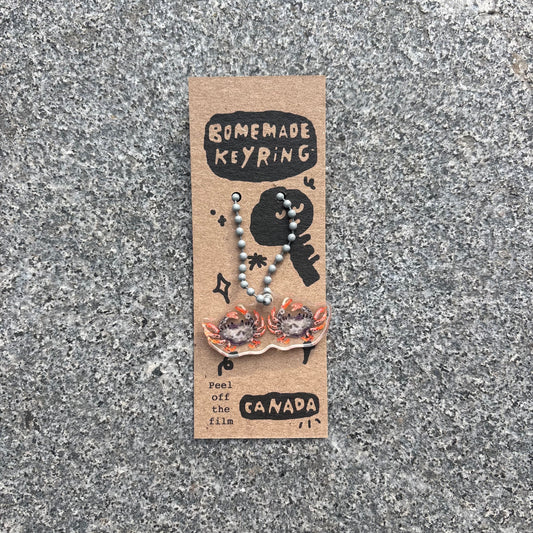 BOMEMADE
KEYRiNG
Peel
off
the
film
CANADA